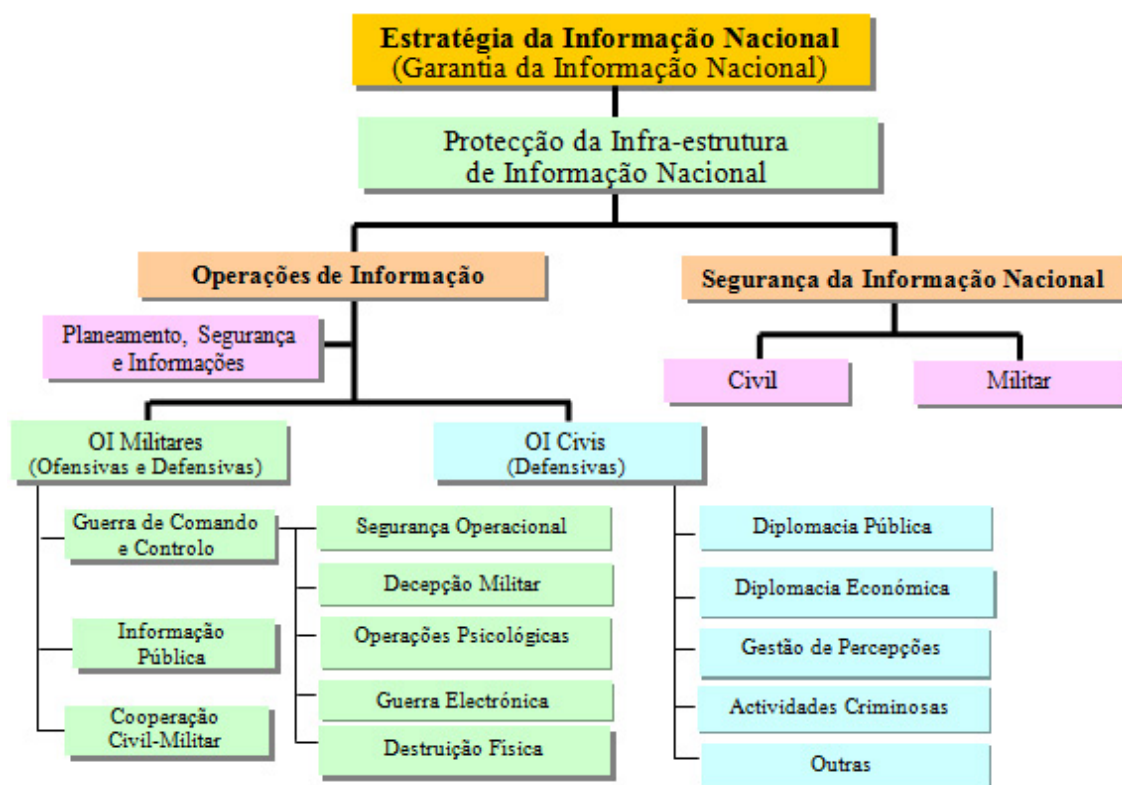 Estratégia da Informação Nacional
(Garantia da Informação Nacional)
Protecção da Infra-estrutura
de Informação Nacional
Operações de Informação
Segurança da Informação Nacional
Planeamento, Segurança
e Informações
Civil
Militar
OI Militares
(Ofensivas e Defensivas)
OI Civis
(Defensivas)
Guerra de Comando
e Controlo
Informação
Pública
Cooperação
Civil-Militar
Segurança Operacional
Decepção Militar
Operações Psicológicas
Guerra Electrónica
Destruição Física
Diplomacia Pública
Diplomacia Económica
Gestão de Percepções
Actividades Criminosas
Outras